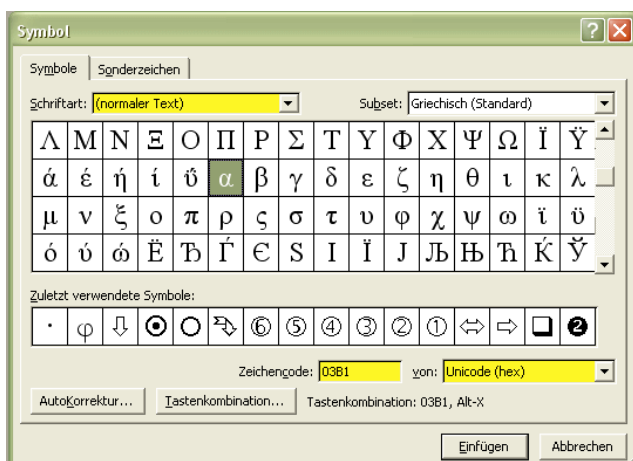 Symbol
Symbole Sonderzeichen
Schriftart: (normaler Text) Subset: Griechisch (Standard)
Λ Μ Ν Ξ Ο Π Ρ Σ Τ Υ Φ Χ Ψ Ω Ϊ Ϋ
ά έ ή ί ΰ α β γ δ ε ζ η θ ι κ λ
μ ν ξ ο π ρ ς σ τ υ φ χ ψ ω ϊ ϋ
ό ύ ώ Ё Ђ Ѓ Є Ѕ І Ї Ј Љ Њ Ћ Ќ Ў
Zuletzt verwendete Symbole:
· φ ⇩ ⊙ ○ ⑥ ⑤ ④ ③ ② ① ⬄ ⇨ ❑ ❷
Zeichencode: 03B1 von: Unicode (hex)
AutoKorrektur... Tastenkombination... Tastenkombination: 03B1, Alt-X
Einfügen Abbrechen